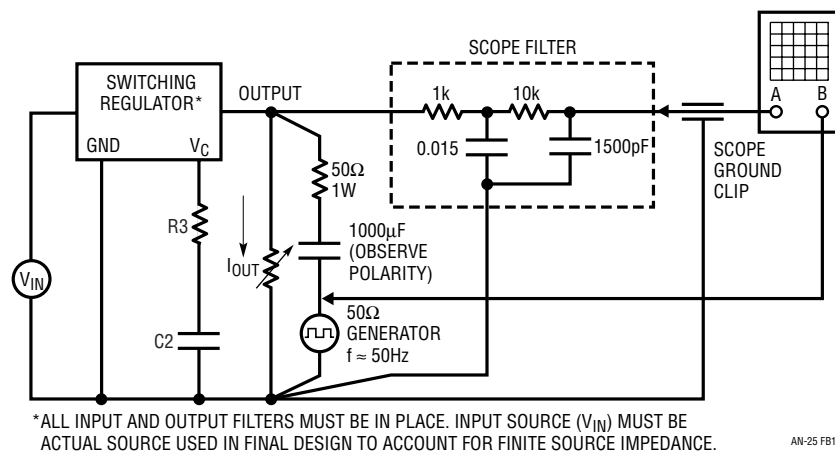 SWITCHING
REGULATOR*
GND
VC
OUTPUT
SCOPE FILTER
1k
10k
0.015
1500pF
A
B
SCOPE
GROUND
CLIP
50Ω
1W
1000µF
(OBSERVE
POLARITY)
R3
IOUT
VIN
C2
50Ω
GENERATOR
f ≈ 50Hz
*ALL INPUT AND OUTPUT FILTERS MUST BE IN PLACE. INPUT SOURCE (VIN) MUST BE
ACTUAL SOURCE USED IN FINAL DESIGN TO ACCOUNT FOR FINITE SOURCE IMPEDANCE.
AN-25 FB1